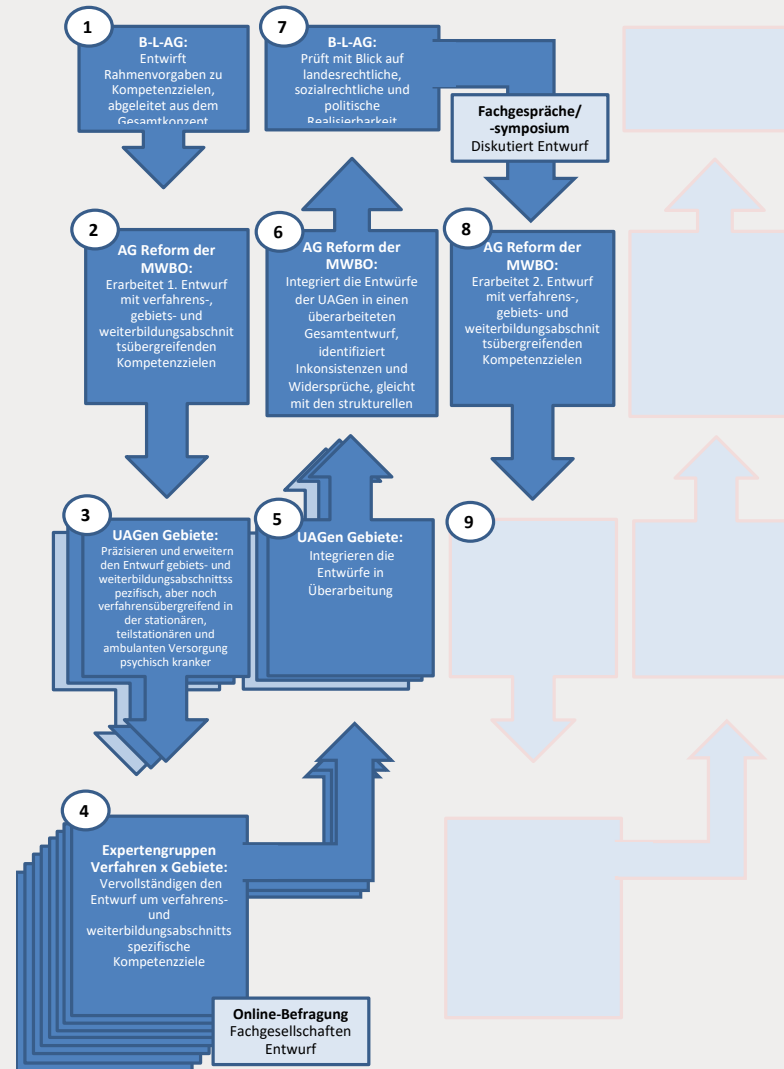 1
B-L-AG:
Entwirft
Rahmenvorgaben zu
Kompetenzzielen,
abgeleitet aus dem
Gesamtkonzept
2
AG Reform der
MWBO:
Erarbeitet 1. Entwurf
mit verfahrens-,
gebiets- und
weiterbildungsabschnit
tsübergreifenden
Kompetenzzielen
3
UAGen Gebiete:
Präzisieren und erweitern
den Entwurf gebiets- und
weiterbildungsabschnittss
pezifisch, aber noch
verfahrensübergreifend in
der stationären,
teilstationären und
ambulanten Versorgung
psychisch kranker
4
Expertengruppen
Verfahren x Gebiete:
Vervollständigen den
Entwurf um verfahrens-
und
weiterbildungsabschnitts
spezifische
Kompetenzziele
Online-Befragung
Fachgesellschaften
Entwurf
5
UAGen Gebiete:
Integrieren die
Entwürfe in
Überarbeitung
6
AG Reform der
MWBO:
Integriert die Entwürfe
der UAGen in einen
überarbeiteten
Gesamtentwurf,
identifiziert
Inkonsistenzen und
Widersprüche, gleicht
mit den strukturellen
7
B-L-AG:
Prüft mit Blick auf
landesrechtliche,
sozialrechtliche und
politische
Realisierbarkeit
Fachgespräche/
-symposium
Diskutiert Entwurf
8
AG Reform der
MWBO:
Erarbeitet 2. Entwurf
mit verfahrens-,
gebiets- und
weiterbildungsabschnit
tsübergreifenden
Kompetenzzielen
9